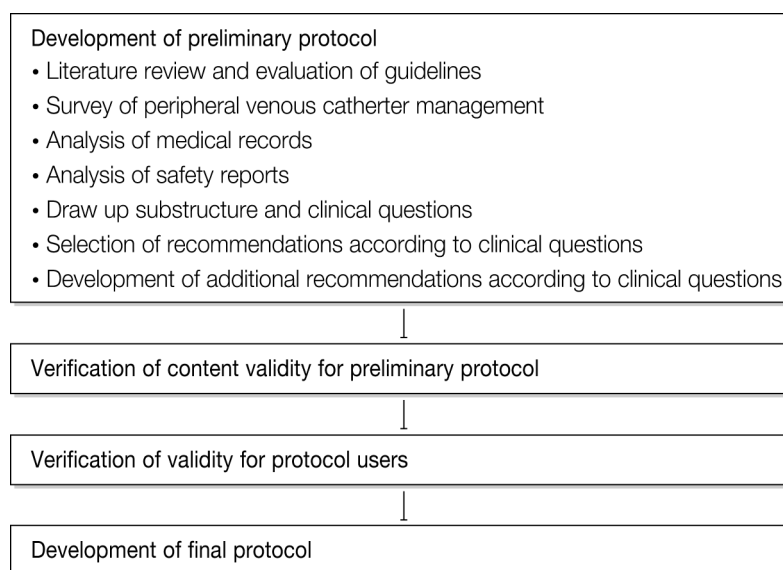 Development of preliminary protocol
• Literature review and evaluation of guidelines
• Survey of peripheral venous catherter management
• Analysis of medical records
• Analysis of safety reports
• Draw up substructure and clinical questions
• Selection of recommendations according to clinical questions
• Development of additional recommendations according to clinical questions
Verification of content validity for preliminary protocol
Verification of validity for protocol users
Development of final protocol